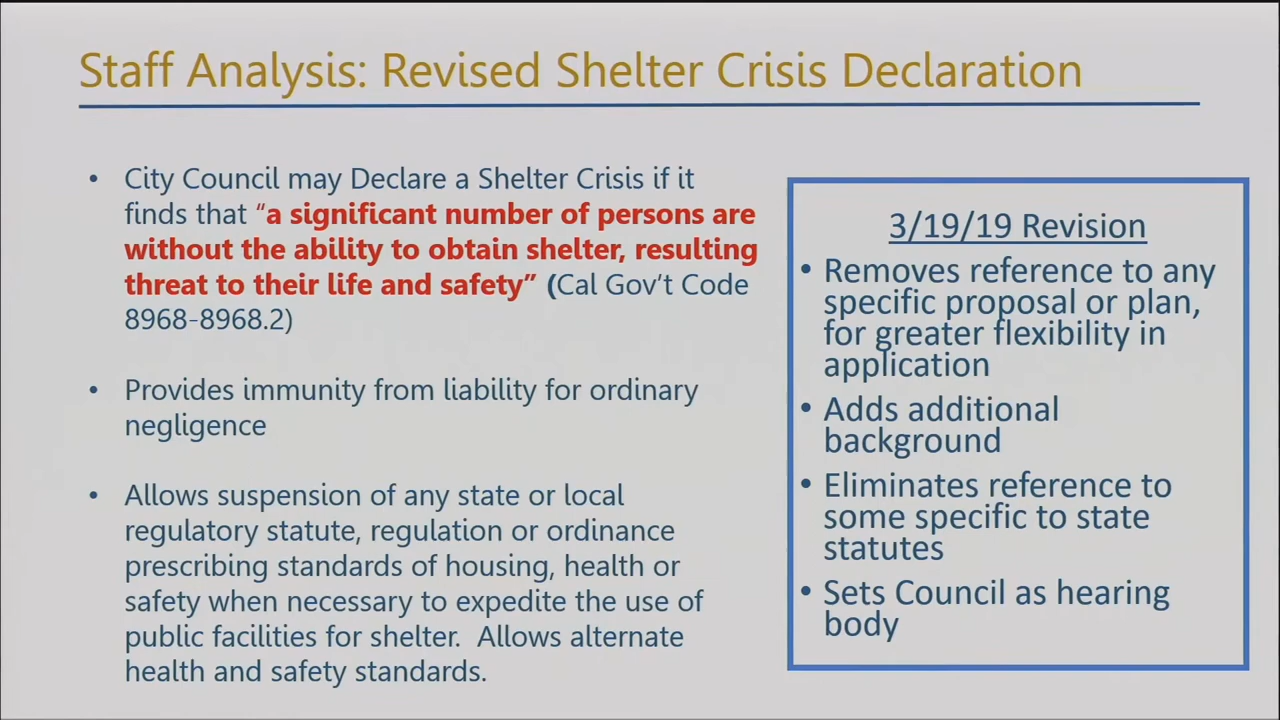 Staff Analysis: Revised Shelter Crisis Declaration
• City Council may Declare a Shelter Crisis if it
finds that “a significant number of persons are
without the ability to obtain shelter, resulting
threat to their life and safety” (Cal Gov’t Code
8968-8968.2)
• Provides immunity from liability for ordinary
negligence
• Allows suspension of any state or local
regulatory statute, regulation or ordinance
prescribing standards of housing, health or
safety when necessary to expedite the use of
public facilities for shelter.  Allows alternate
health and safety standards.
3/19/19 Revision
• Removes reference to any
specific proposal or plan,
for greater flexibility in
application
• Adds additional
background
• Eliminates reference to
some specific to state
statutes
• Sets Council as hearing
body